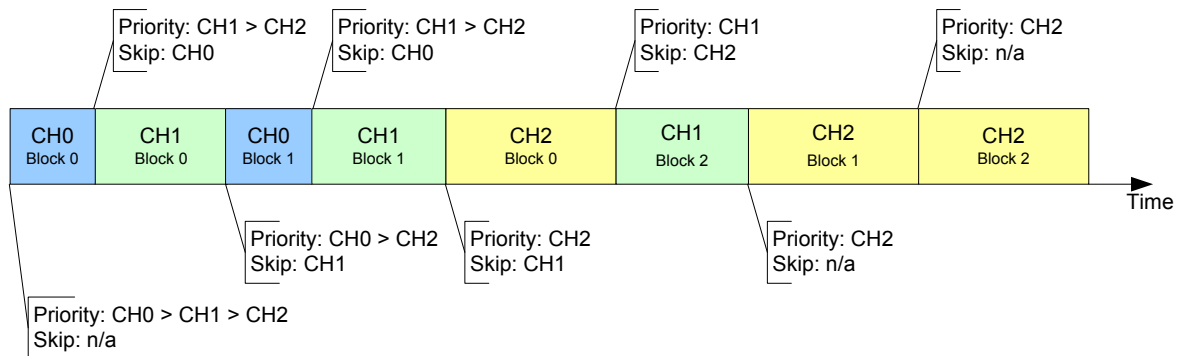 Priority: CH1 > CH2
Skip: CH0
Priority: CH1 > CH2
Skip: CH0
Priority: CH1
Skip: CH2
Priority: CH2
Skip: n/a
CH0
Block 0
CH1
Block 0
CH0
Block 1
CH1
Block 1
CH2
Block 0
CH1
Block 2
CH2
Block 1
CH2
Block 2
Time
Priority: CH0 > CH2
Skip: CH1
Priority: CH2
Skip: CH1
Priority: CH2
Skip: n/a
Priority: CH0 > CH1 > CH2
Skip: n/a